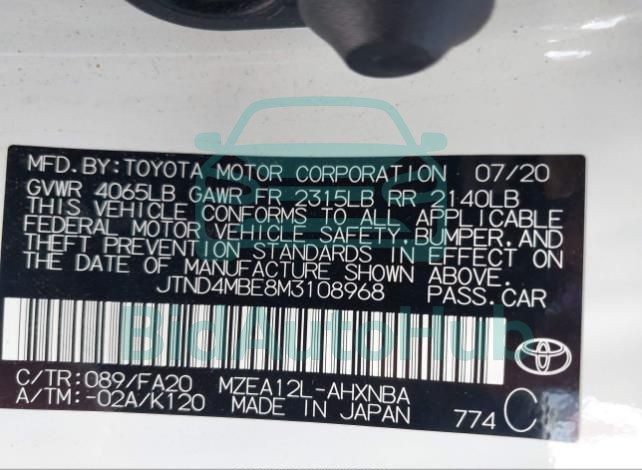 MFD.BY:TOYOTA MOTOR CORPORATION 07/20
GVWR 4065LB GAWR FR 2315LB RR 2140LB
THIS VEHICLE CONFORMS TO ALL APPLICABLE
FEDERAL MOTOR VEHICLE SAFETY,BUMPER,AND
THEFT PREVENTION STANDARDS IN EFFECT ON
THE DATE OF MANUFACTURE SHOWN ABOVE.
JTND4MBE8M3108968 PASS.CAR
BidAutoHub
C/TR:089/FA20 MZEA12L-AHXNBA
A/TM:-02A/K120 MADE IN JAPAN 774 C